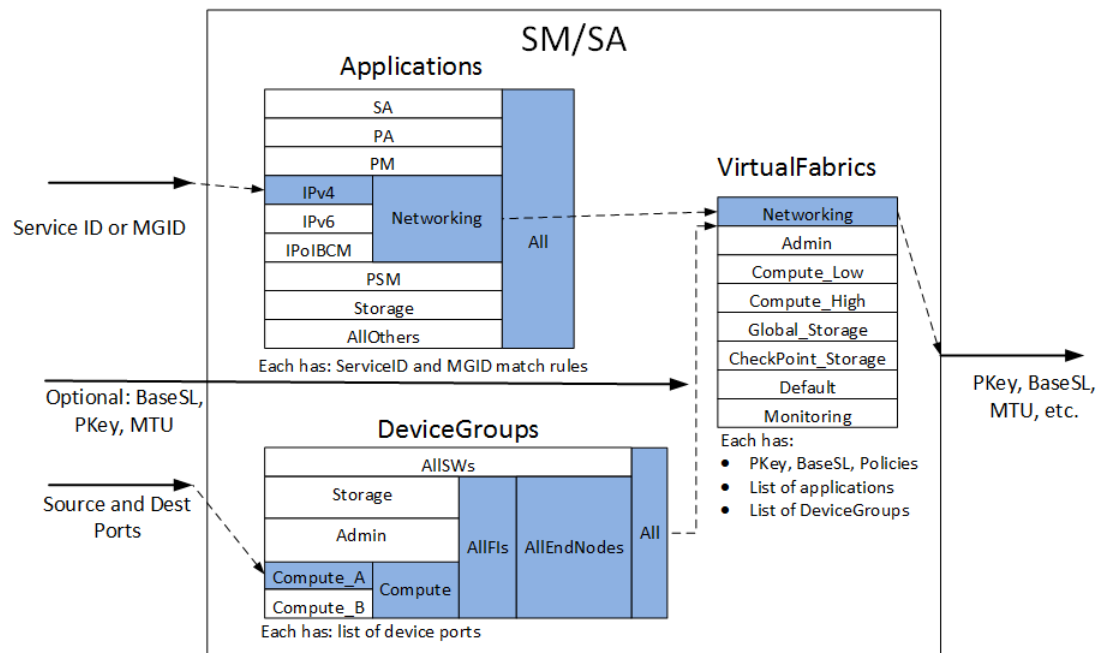 SM/SA
Applications
SA
PA
PM
IPv4
IPv6
IPoIBCM
Networking
All
PSM
Storage
AllOthers
Each has: ServiceID and MGID match rules
Service ID or MGID
Optional: BaseSL,
PKey, MTU
Source and Dest
Ports
DeviceGroups
AllSWs
Storage
Admin
Compute_A
Compute_B
Compute
AllFIs
AllEndNodes
All
Each has: list of device ports
VirtualFabrics
Networking
Admin
Compute_Low
Compute_High
Global_Storage
CheckPoint_Storage
Default
Monitoring
Each has:
• PKey, BaseSL, Policies
• List of applications
• List of DeviceGroups
PKey, BaseSL,
MTU, etc.